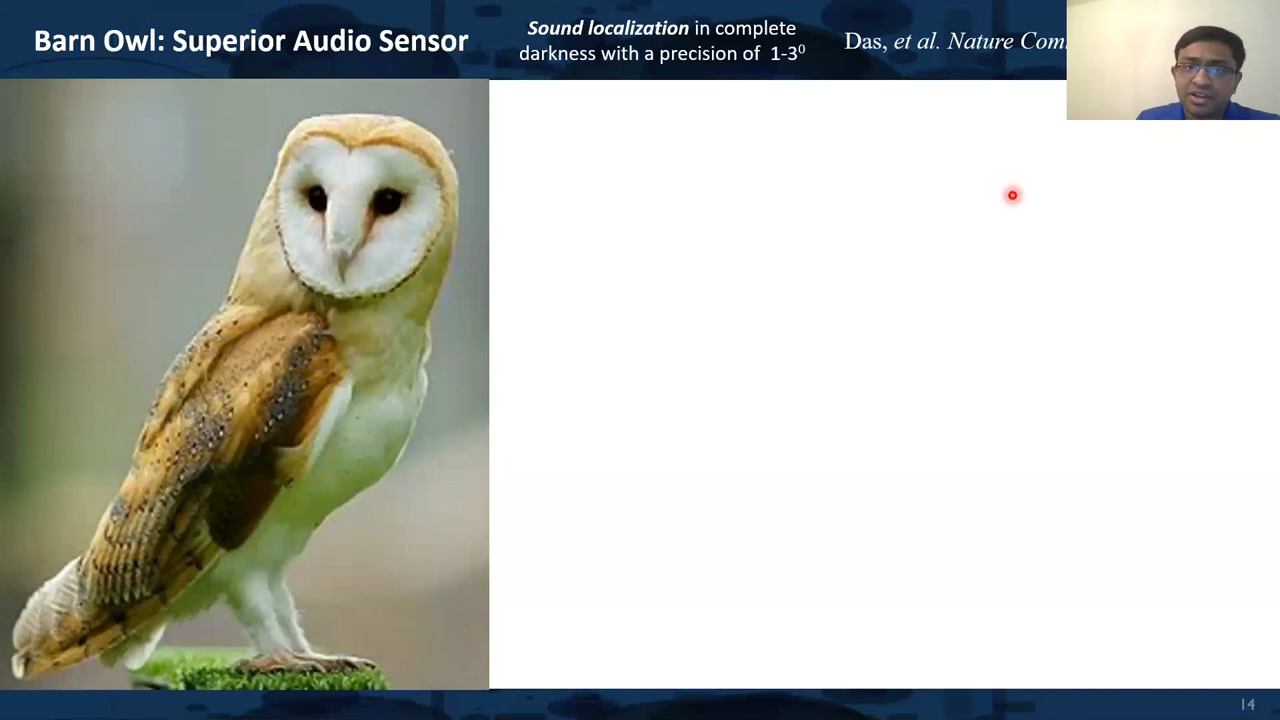 Barn Owl: Superior Audio Sensor
Sound localization in complete
darkness with a precision of 1-3⁰
Das, et al. Nature
14